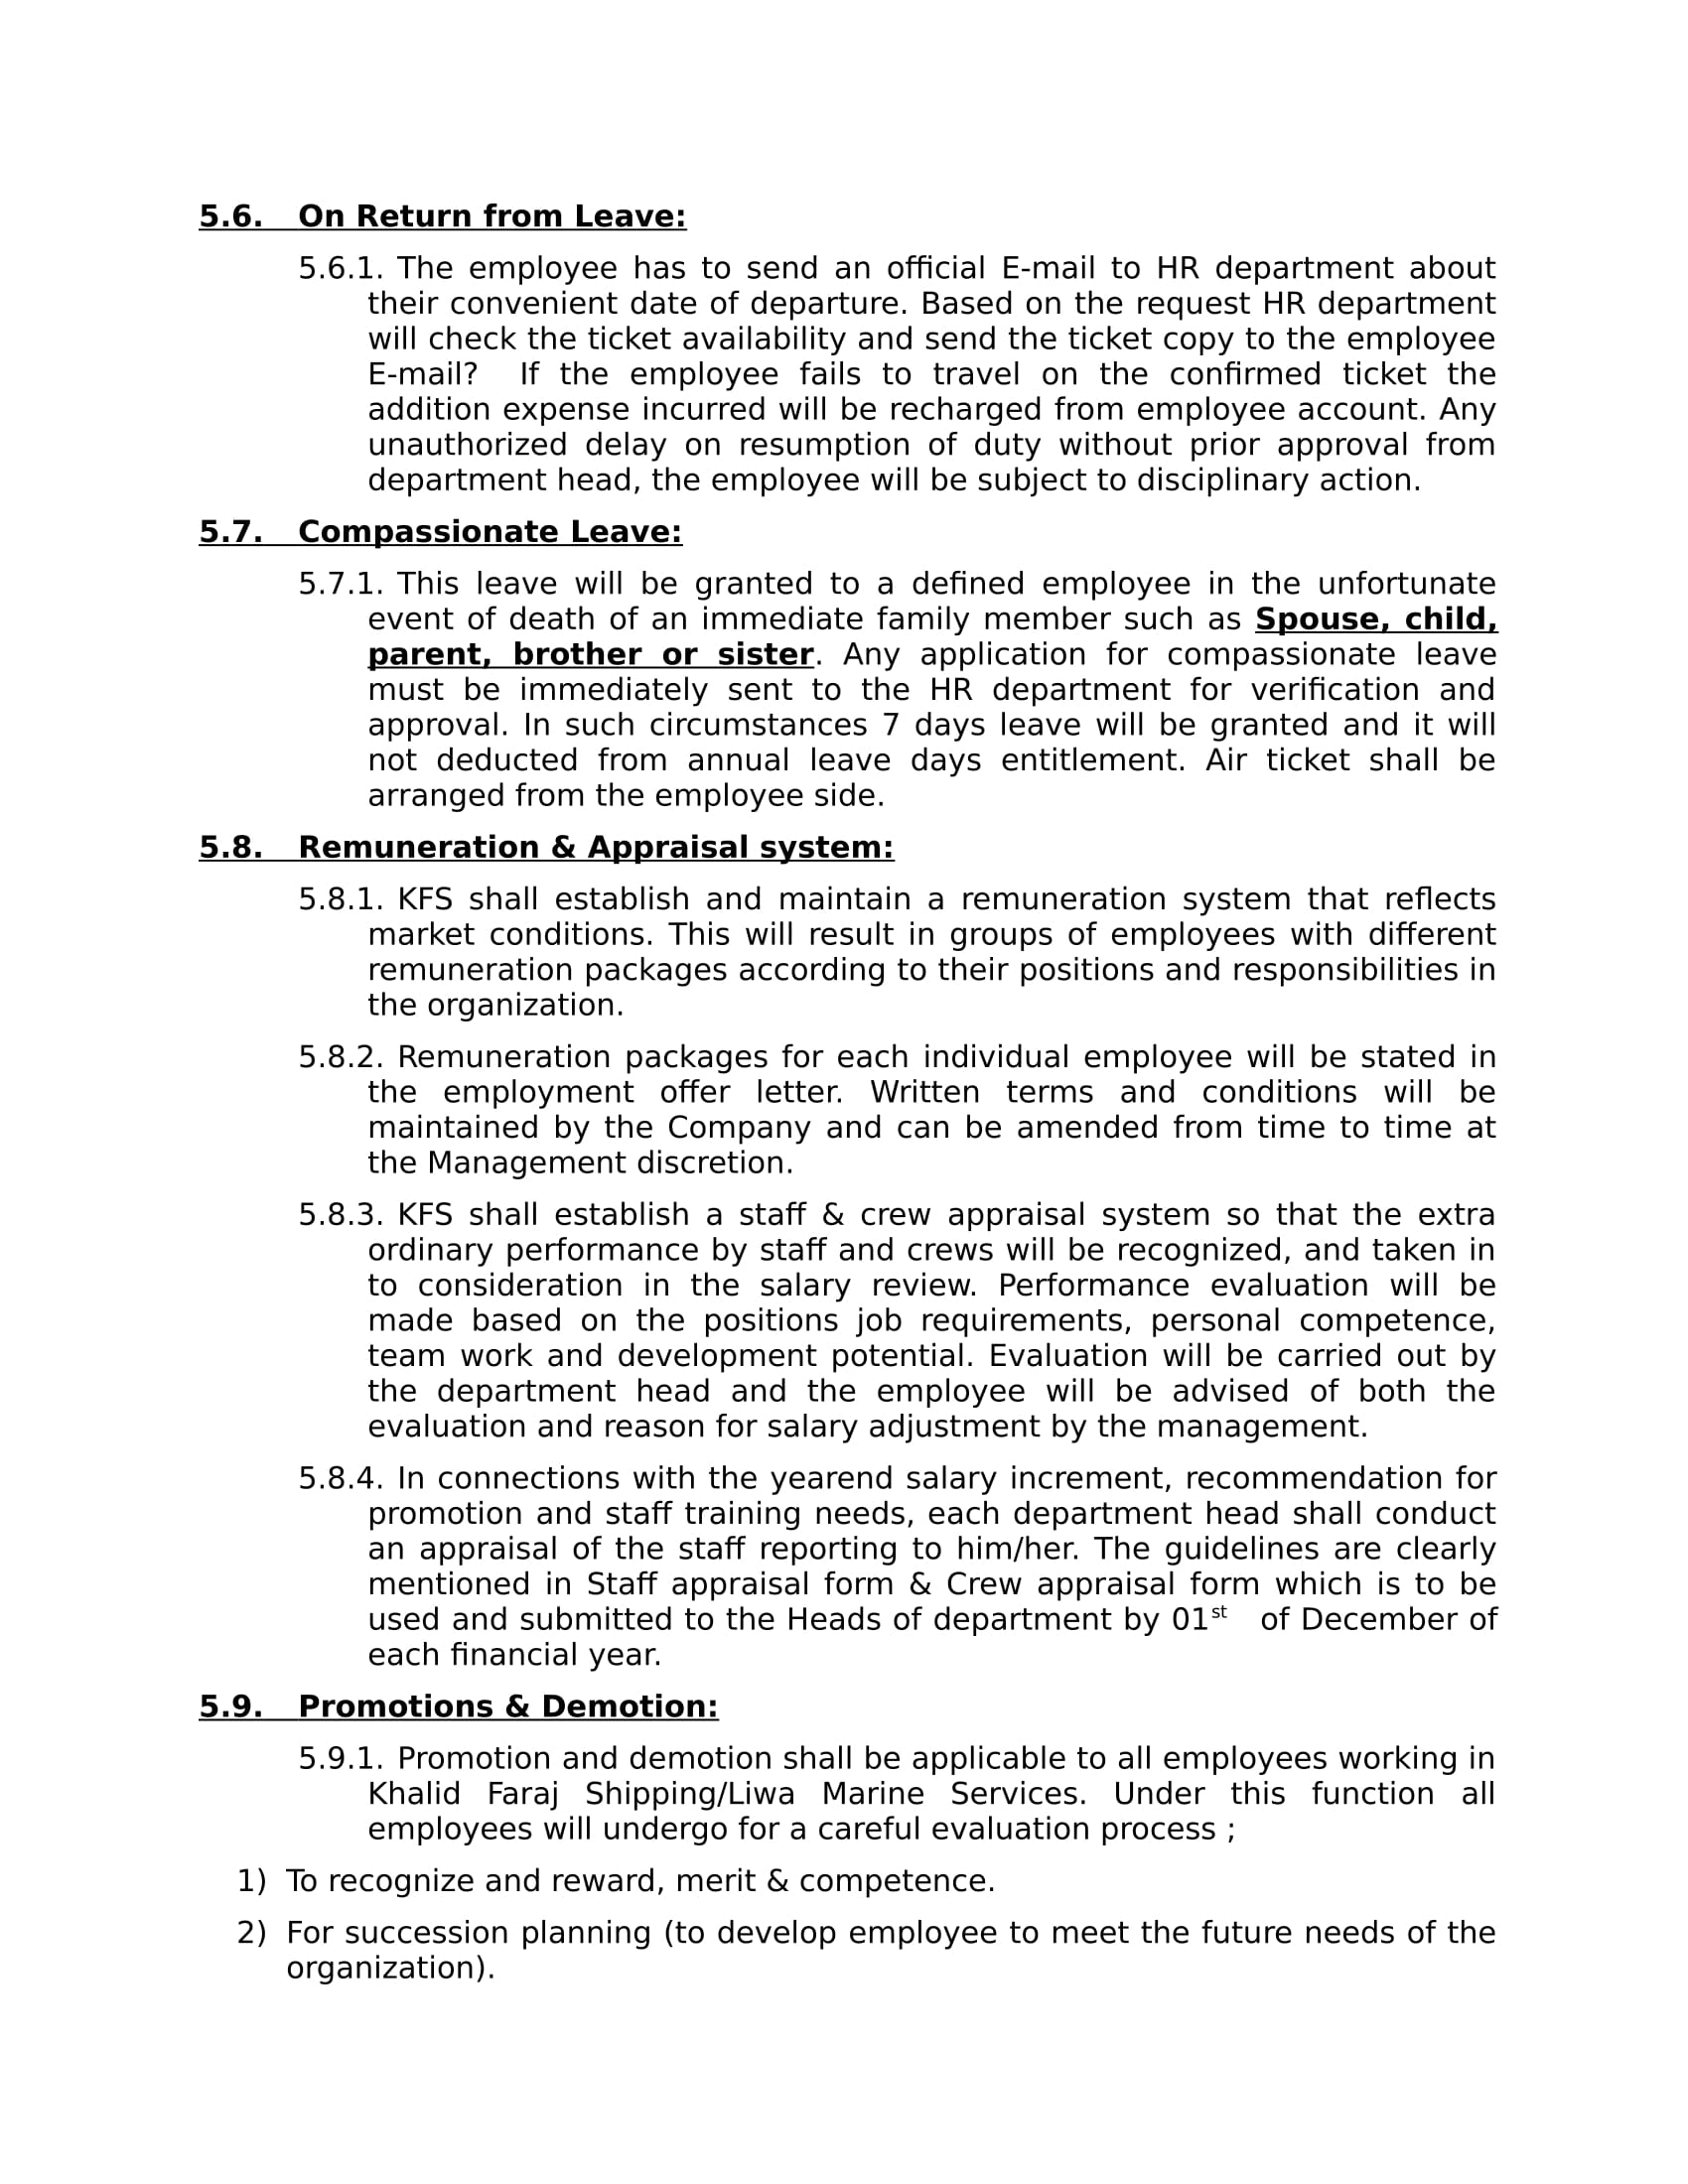 5.6. On Return from Leave:
5.6.1. The employee has to send an official E-mail to HR department about
their convenient date of departure. Based on the request HR department
will check the ticket availability and send the ticket copy to the employee
E-mail? If the employee fails to travel on the confirmed ticket the
addition expense incurred will be recharged from employee account. Any
unauthorized delay on resumption of duty without prior approval from
department head, the employee will be subject to disciplinary action.
5.7. Compassionate Leave:
5.7.1. This leave will be granted to a defined employee in the unfortunate
event of death of an immediate family member such as Spouse, child,
parent, brother or sister. Any application for compassionate leave
must be immediately sent to the HR department for verification and
approval. In such circumstances 7 days leave will be granted and it will
not deducted from annual leave days entitlement. Air ticket shall be
arranged from the employee side.
5.8. Remuneration & Appraisal system:
5.8.1. KFS shall establish and maintain a remuneration system that reflects
market conditions. This will result in groups of employees with different
remuneration packages according to their positions and responsibilities in
the organization.
5.8.2. Remuneration packages for each individual employee will be stated in
the employment offer letter. Written terms and conditions will be
maintained by the Company and can be amended from time to time at
the Management discretion.
5.8.3. KFS shall establish a staff & crew appraisal system so that the extra
ordinary performance by staff and crews will be recognized, and taken in
to consideration in the salary review. Performance evaluation will be
made based on the positions job requirements, personal competence,
team work and development potential. Evaluation will be carried out by
the department head and the employee will be advised of both the
evaluation and reason for salary adjustment by the management.
5.8.4. In connections with the yearend salary increment, recommendation for
promotion and staff training needs, each department head shall conduct
an appraisal of the staff reporting to him/her. The guidelines are clearly
mentioned in Staff appraisal form & Crew appraisal form which is to be
used and submitted to the Heads of department by 01st of December of
each financial year.
5.9. Promotions & Demotion:
5.9.1. Promotion and demotion shall be applicable to all employees working in
Khalid Faraj Shipping/Liwa Marine Services. Under this function all
employees will undergo for a careful evaluation process ;
1) To recognize and reward, merit & competence.
2) For succession planning (to develop employee to meet the future needs of the
organization).